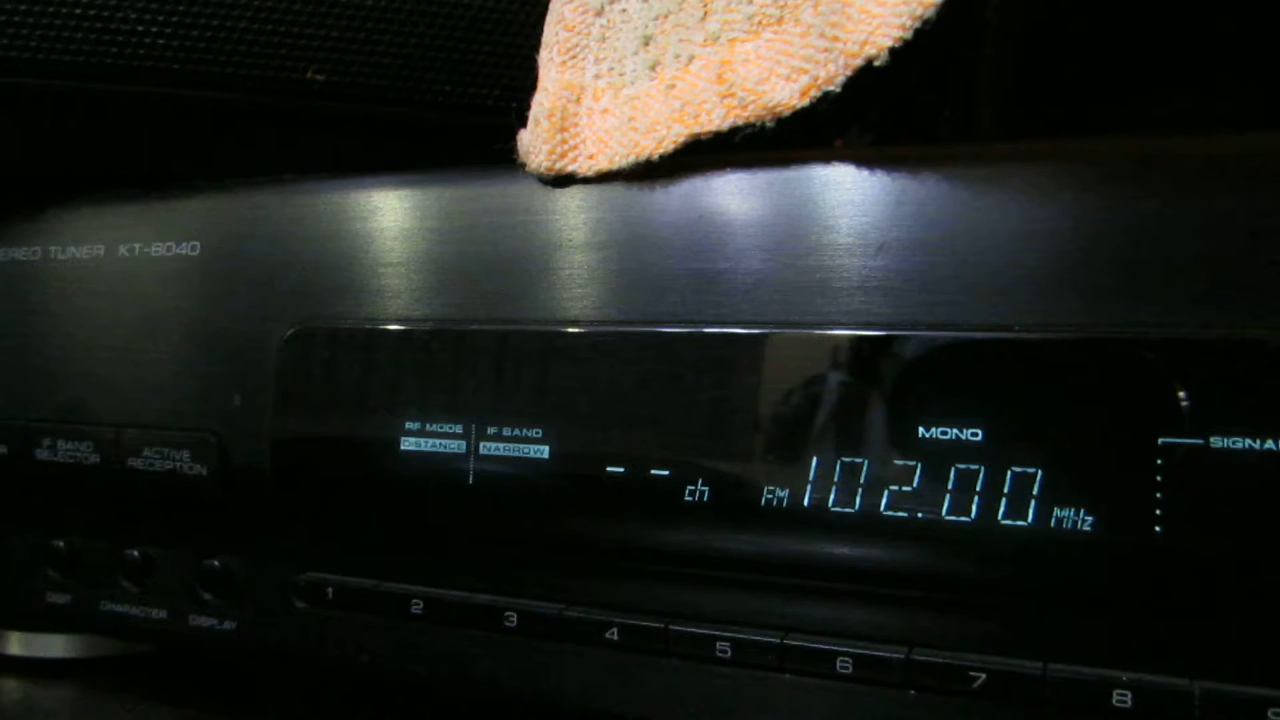 EREO TUNER KT-6040
RF MODE
DISTANCE
IF BAND
NARROW
-- ch
MONO
FM 102.00 MHz
SIGNA
IF BAND
SELECTOR
ACTIVE
RECEPTION
CHARACTER
DISPLAY
1 2 3 4 5 6 7 8